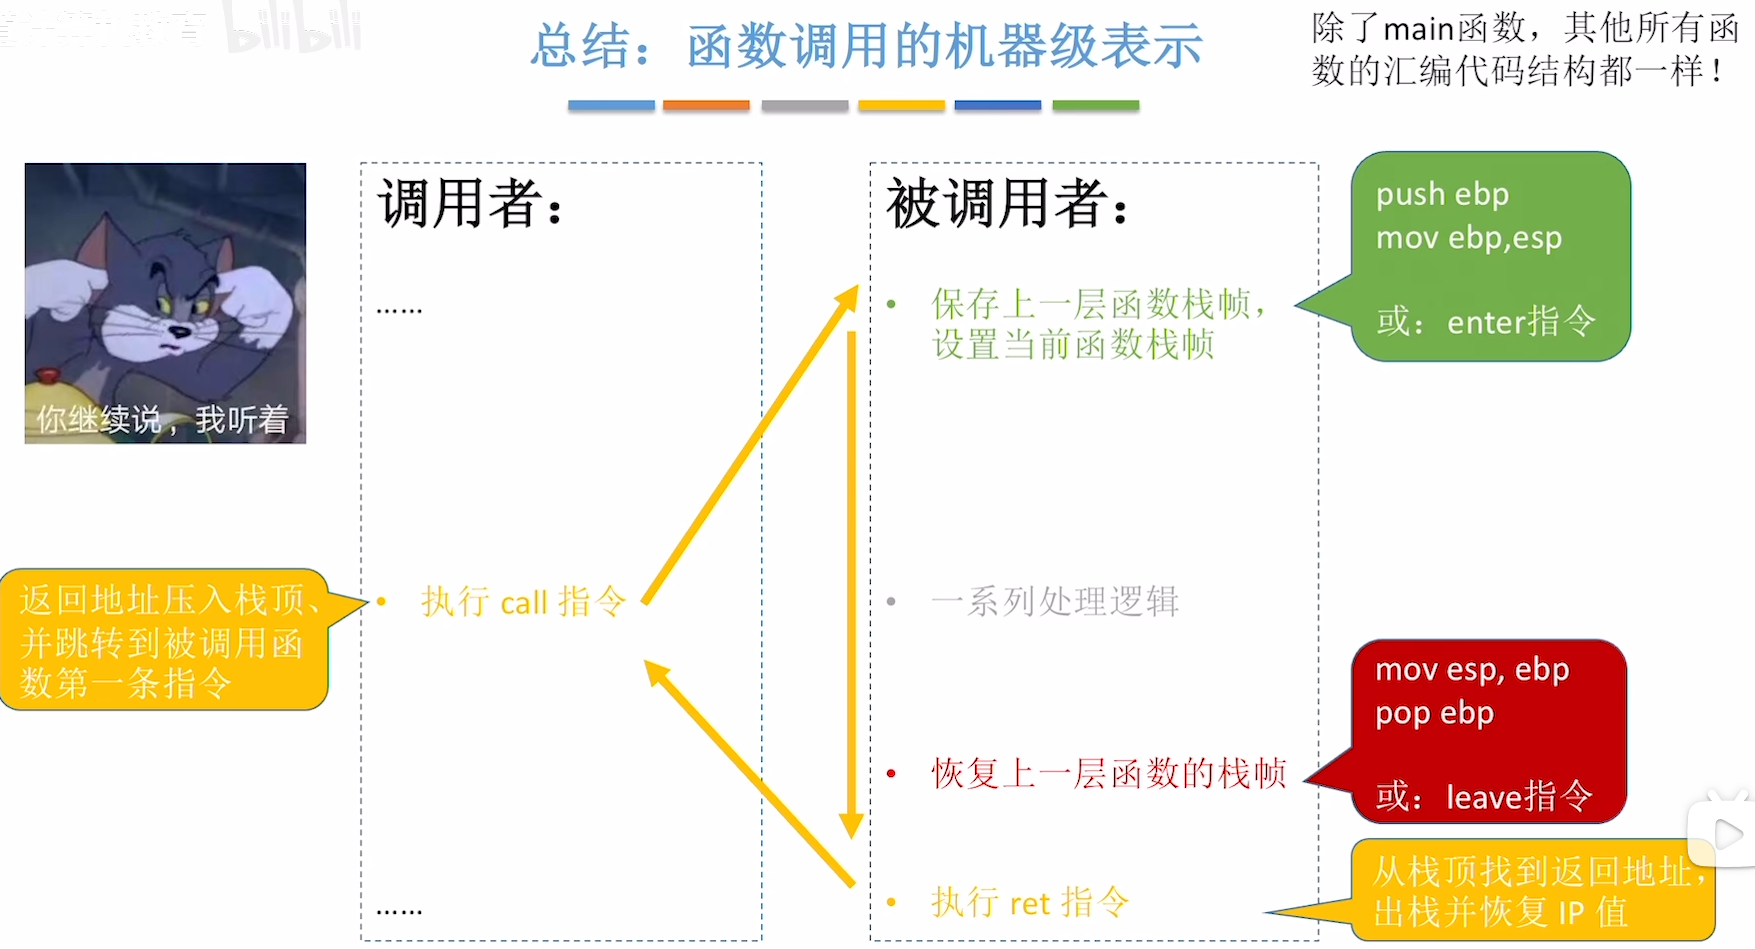 bilibili
总结：函数调用的机器级表示
除了main函数，其他所有函
数的汇编代码结构都一样！
你继续说，我听着
调用者：
……
返回地址压入栈顶、
并跳转到被调用函
数第一条指令
• 执行 call 指令
……
被调用者：
• 保存上一层函数栈帧，
设置当前函数栈帧
push ebp
mov ebp,esp
或：enter指令
• 一系列处理逻辑
• 恢复上一层函数的栈帧
mov esp, ebp
pop ebp
或：leave指令
• 执行 ret 指令
从栈顶找到返回地址，
出栈并恢复 IP 值